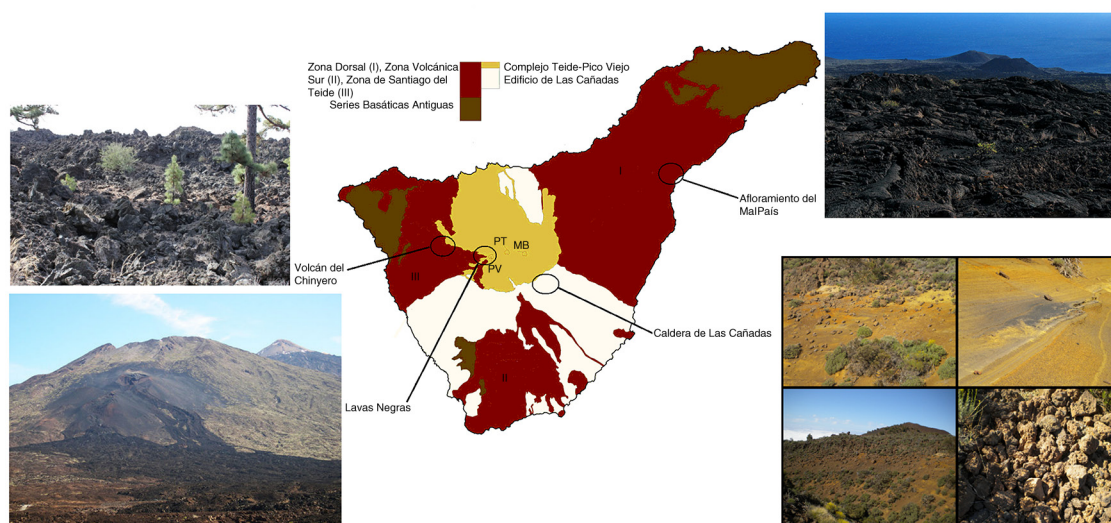 Zona Dorsal (I), Zona Volcánica
Sur (II), Zona de Santiago del
Teide (III)
Series Basáticas Antiguas
Complejo Teide-Pico Viejo
Edificio de Las Cañadas
I
Afloramiento del
MalPaís
PT
MB
PV
III
Volcán del
Chinyero
Caldera de Las Cañadas
II
Lavas Negras